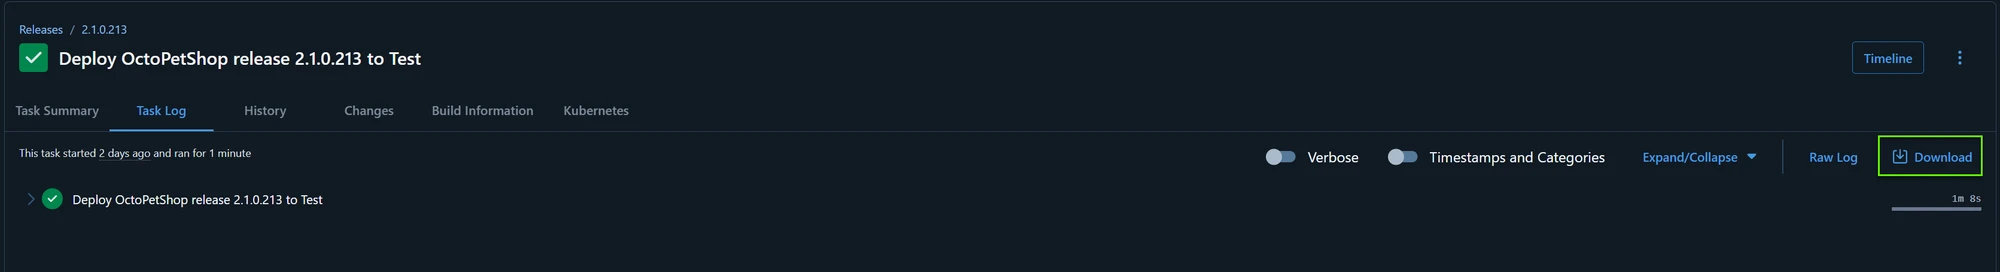 Releases / 2.1.0.213
Deploy OctoPetShop release 2.1.0.213 to Test
Timeline
Task Summary Task Log History Changes Build Information Kubernetes
This task started 2 days ago and ran for 1 minute
Verbose Timestamps and Categories Expand/Collapse Raw Log Download
Deploy OctoPetShop release 2.1.0.213 to Test
1m 8s